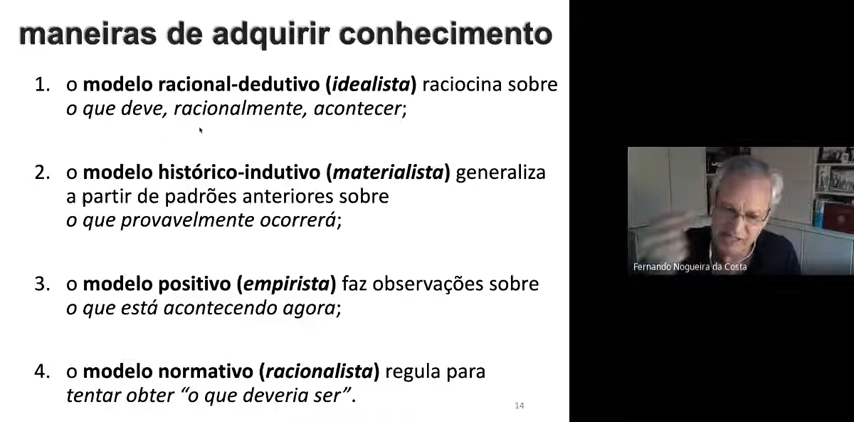 maneiras de adquirir conhecimento
1. o modelo racional-dedutivo (idealista) raciocina sobre
o que deve, racionalmente, acontecer;
2. o modelo histórico-indutivo (materialista) generaliza
a partir de padrões anteriores sobre
o que provavelmente ocorrerá;
3. o modelo positivo (empirista) faz observações sobre
o que está acontecendo agora;
4. o modelo normativo (racionalista) regula para
tentar obter “o que deveria ser”.
14
Fernando Nogueira da Costa